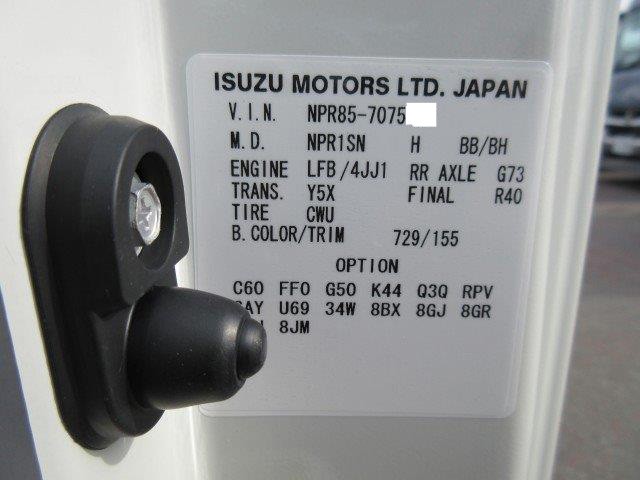 ISUZU MOTORS LTD. JAPAN
V.I.N. NPR85-7075
M.D. NPR1SN H BB/BH
ENGINE LFB/4JJ1 RR AXLE G73
TRANS. Y5X FINAL R40
TIRE CWU
B.COLOR/TRIM 729/155
OPTION
C60 FF0 G50 K44 Q3Q RPV
U69 34W 8BX 8GJ 8GR
8JM